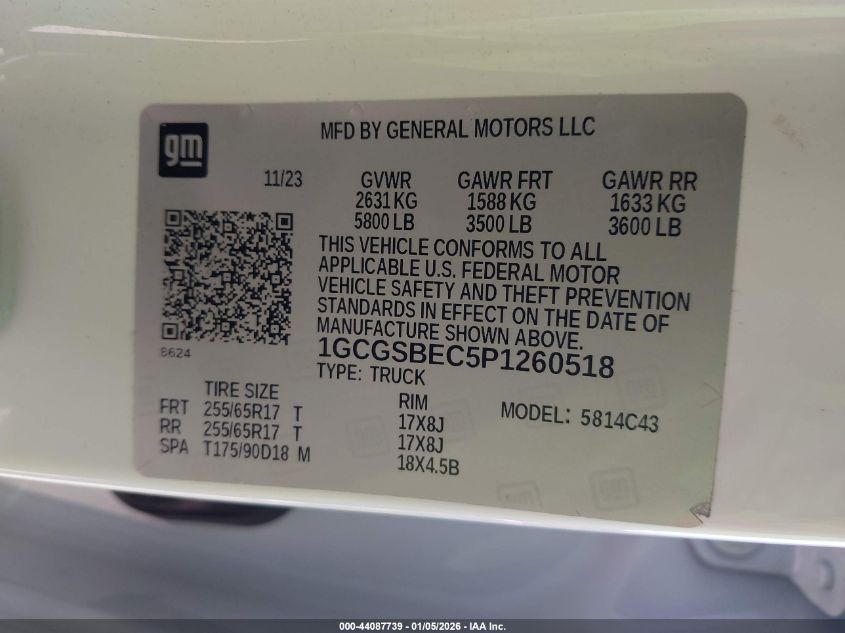 gm
MFD BY GENERAL MOTORS LLC
11/23 GVWR GAWR FRT GAWR RR
2631 KG 1588 KG 1633 KG
5800 LB 3500 LB 3600 LB
THIS VEHICLE CONFORMS TO ALL
APPLICABLE U.S. FEDERAL MOTOR
VEHICLE SAFETY AND THEFT PREVENTION
STANDARDS IN EFFECT ON THE DATE OF
MANUFACTURE SHOWN ABOVE.
8624
1GCGSBEC5P1260518
TYPE: TRUCK
TIRE SIZE RIM MODEL: 5814C43
FRT 255/65R17 T 17X8J
RR 255/65R17 T 17X8J
SPA T175/90D18 M 18X4.5B
000-44087739 - 01/05/2026 - IAA Inc.